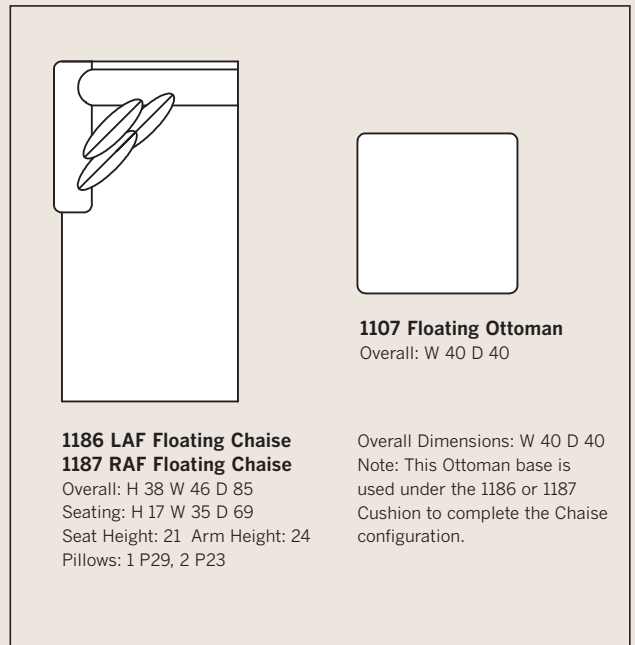 1107 Floating Ottoman
Overall: W 40 D 40
1186 LAF Floating Chaise
1187 RAF Floating Chaise
Overall: H 38 W 46 D 85
Seating: H 17 W 35 D 69
Seat Height: 21 Arm Height: 24
Pillows: 1 P29, 2 P23
Overall Dimensions: W 40 D 40
Note: This Ottoman base is
used under the 1186 or 1187
Cushion to complete the Chaise
configuration.